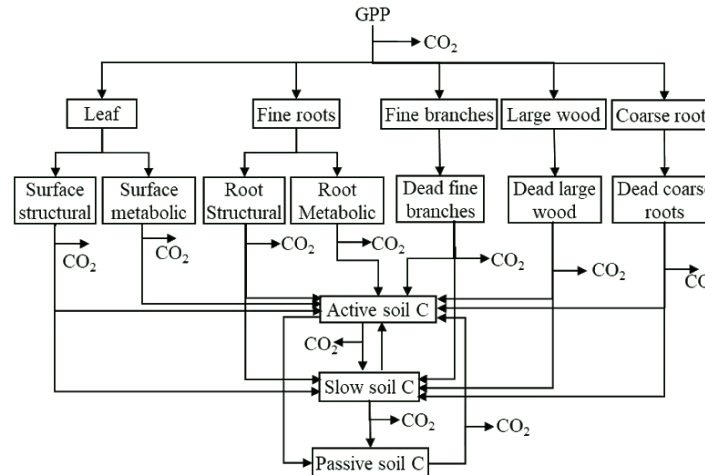 GPP
CO2
Leaf
Fine roots
Fine branches
Large wood
Coarse root
Surface structural
Surface metabolic
Root Structural
Root Metabolic
Dead fine branches
Dead large wood
Dead coarse roots
CO2
CO2
CO2
CO2
CO2
CO2
Active soil C
CO2
Slow soil C
CO2
CO2
Passive soil C